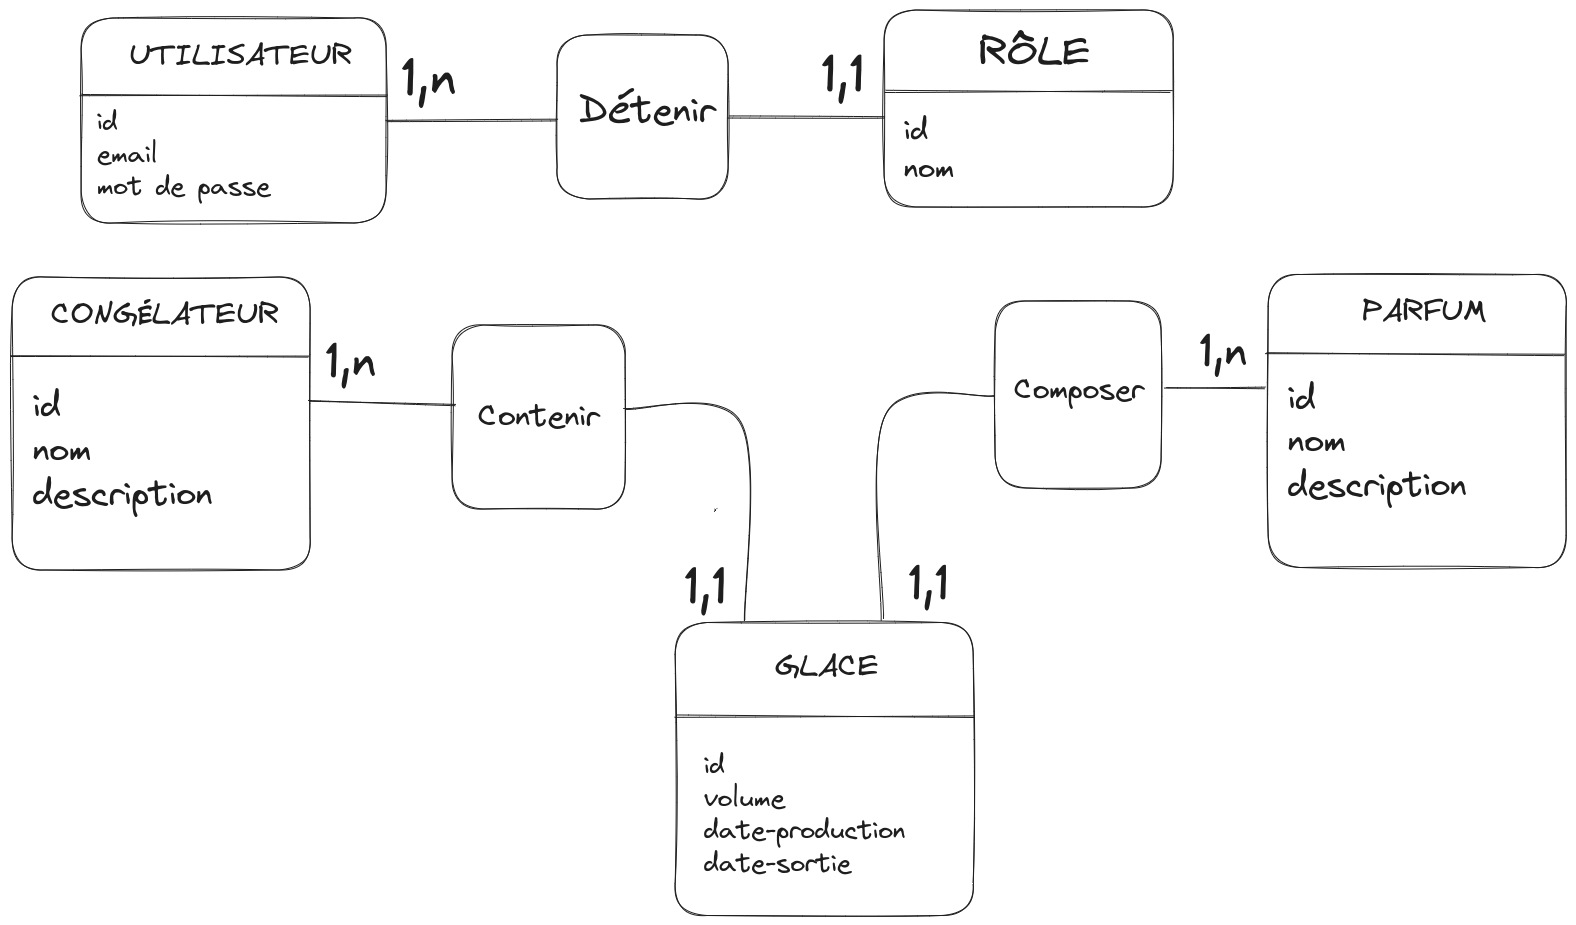 UTILISATEUR
id
email
mot de passe
1,n
Détenir
1,1
RÔLE
id
nom
CONGÉLATEUR
id
nom
description
1,n
Contenir
1,1
Composer
1,n
1,1
PARFUM
id
nom
description
GLACE
id
volume
date-production
date-sortie